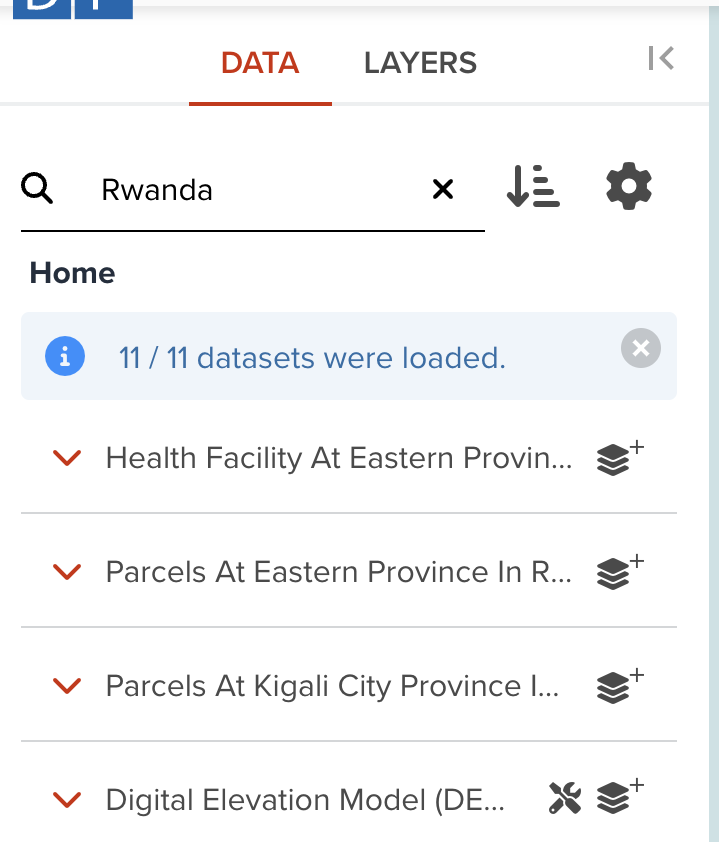 DATA LAYERS
Rwanda
Home
11 / 11 datasets were loaded.
Health Facility At Eastern Provin...
Parcels At Eastern Province In R...
Parcels At Kigali City Province I...
Digital Elevation Model (DE...